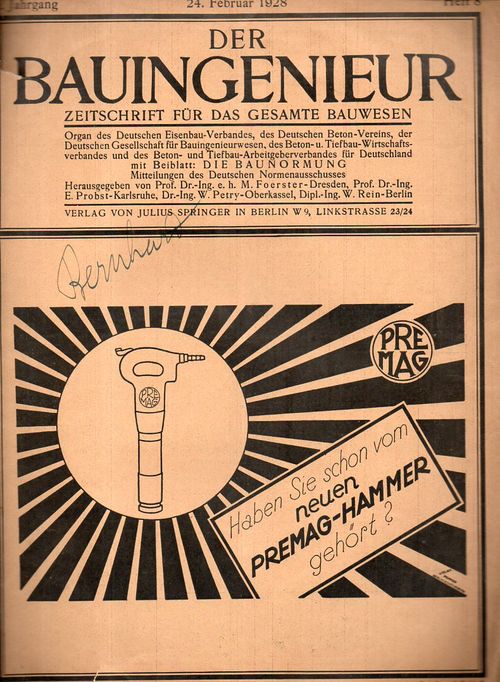 Jahrgang 24. Februar 1928 Heft 8
DER
BAUINGENIEUR
ZEITSCHRIFT FÜR DAS GESAMTE BAUWESEN
Organ des Deutschen Eisenbau-Verbandes, des Deutschen Beton-Vereins, der
Deutschen Gesellschaft für Bauingenieurwesen, des Beton- u. Tiefbau-Wirtschafts-
verbandes und des Beton- und Tiefbau-Arbeitgeberverbandes für Deutschland
mit Beiblatt: DIE BAUNORMUNG
Mitteilungen des Deutschen Normenausschusses
Herausgegeben von Prof. Dr.-Ing. e. h. M. Foerster-Dresden, Prof. Dr.-Ing.
E. Probst-Karlsruhe, Dr.-Ing. W. Petry-Oberkassel, Dipl.-Ing. W. Rein-Berlin
VERLAG VON JULIUS SPRINGER IN BERLIN W 9, LINKSTRASSE 23/24
Bernhard
PRE
MAG
PRE
MAG
Haben Sie schon vom
neuen
PREMAG-HAMMER
gehört?